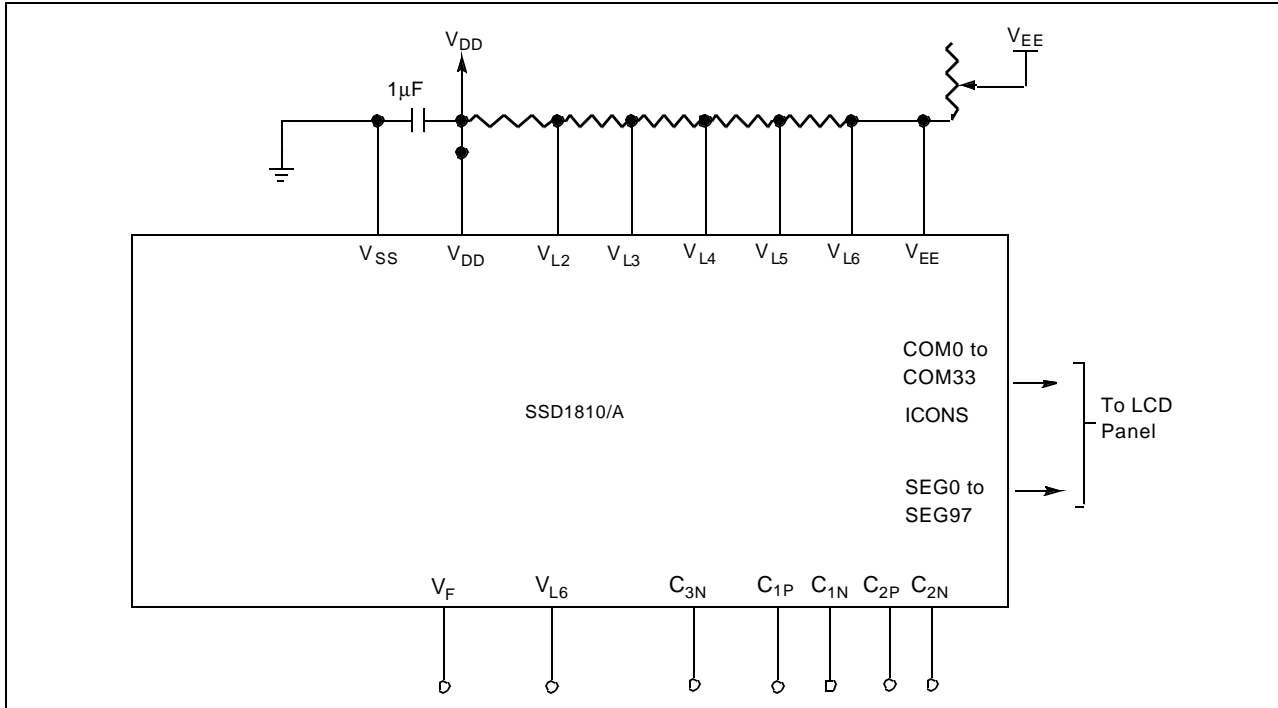 VDD
VEE
1μF
VSS VDD VL2 VL3 VL4 VL5 VL6 VEE
COM0 to
COM33
ICONS
SEG0 to
SEG97
SSD1810/A
To LCD
Panel
VF VL6 C3N C1P C1N C2P C2N